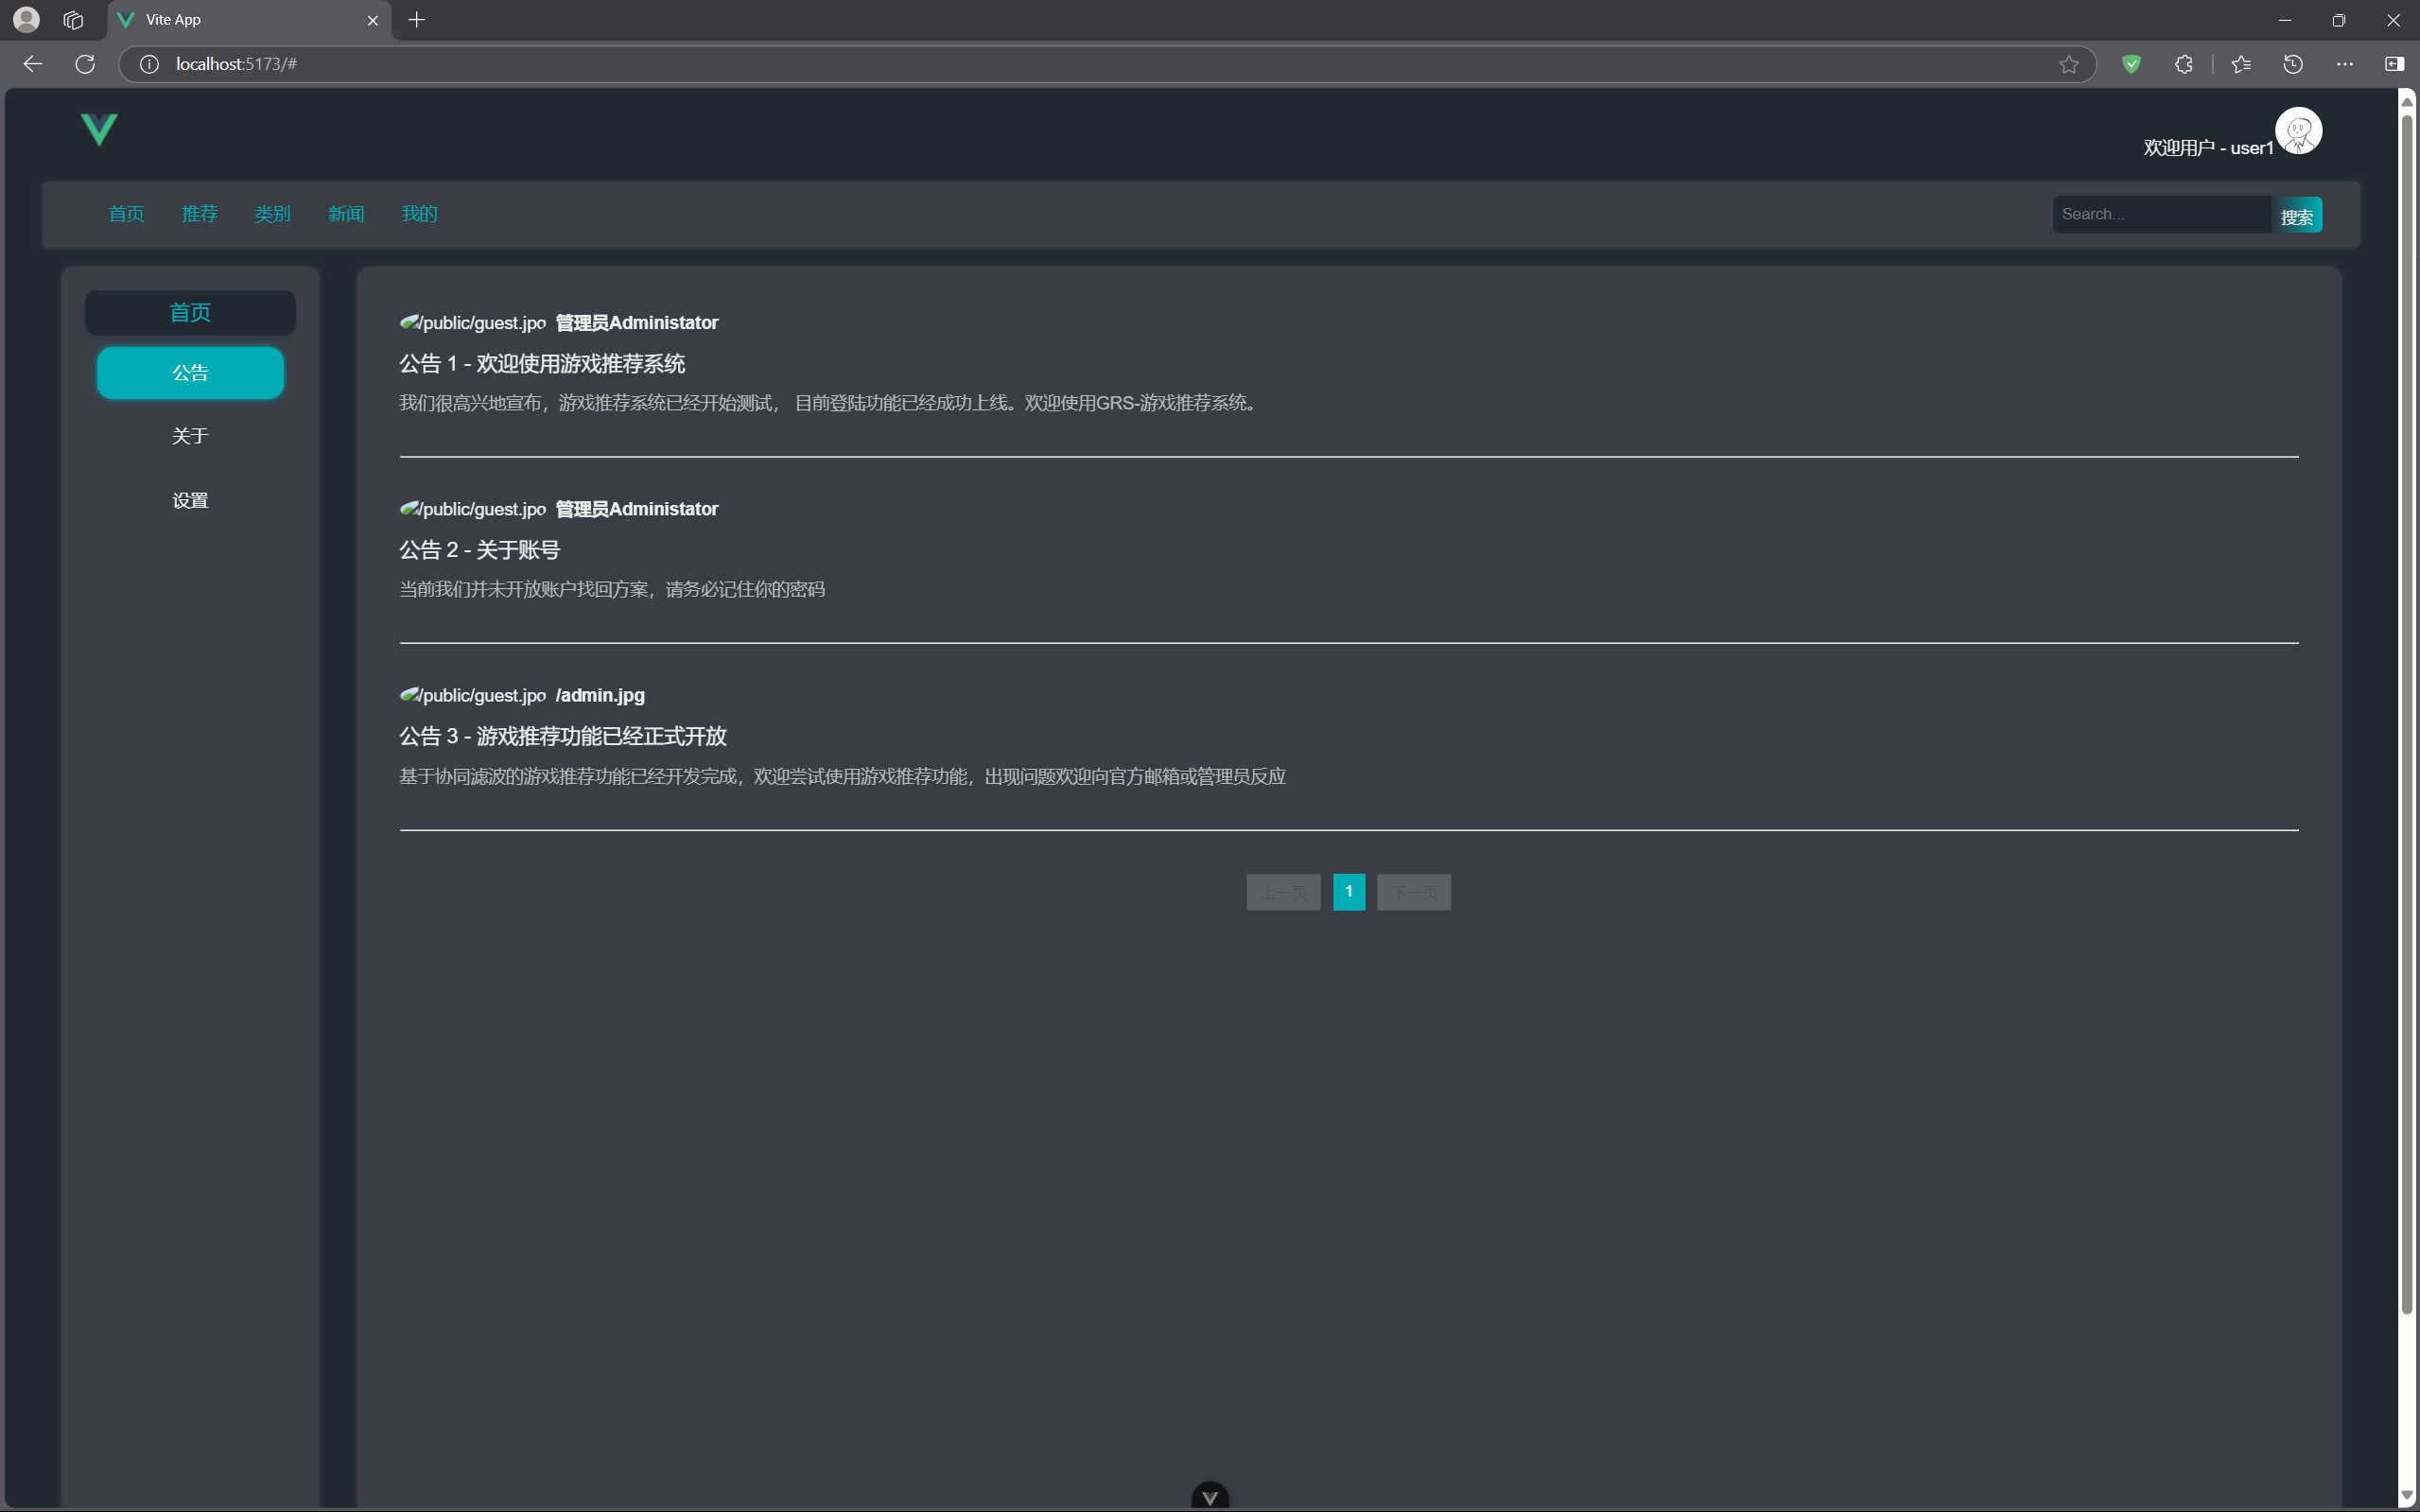 Vite App
localhost:5173/#
欢迎用户 - user1
首页 推荐 类别 新闻 我的 Search... 搜索
首页
公告
关于
设置
/public/guest.jpg 管理员Administator
公告 1 - 欢迎使用游戏推荐系统
我们很高兴地宣布，游戏推荐系统已经开始测试， 目前登陆功能已经成功上线。欢迎使用GRS-游戏推荐系统。
/public/guest.jpg 管理员Administator
公告 2 - 关于账号
当前我们并未开放账户找回方案，请务必记住你的密码
/public/guest.jpg /admin.jpg
公告 3 - 游戏推荐功能已经正式开放
基于协同滤波的游戏推荐功能已经开发完成，欢迎尝试使用游戏推荐功能，出现问题欢迎向官方邮箱或管理员反应
上一页 1 下一页